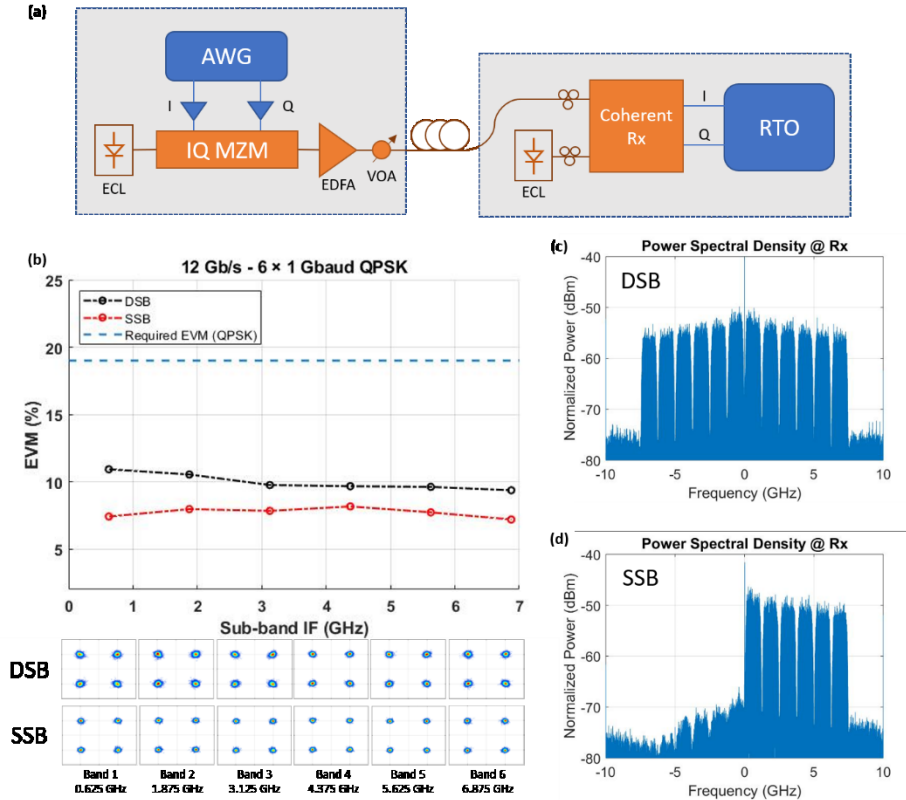 (a)
AWG
I
Q
IQ MZM
ECL
EDFA
VOA
ECL
Coherent
Rx
I
Q
RTO
(b)
12 Gb/s - 6 × 1 Gbaud QPSK
DSB
SSB
Required EVM (QPSK)
EVM (%)
25
20
15
10
5
0 1 2 3 4 5 6 7
Sub-band IF (GHz)
DSB
SSB
Band 1 Band 2 Band 3 Band 4 Band 5 Band 6
0.625 GHz 1.875 GHz 3.125 GHz 4.375 GHz 5.625 GHz 6.875 GHz
(c)
Power Spectral Density @ Rx
DSB
Normalized Power (dBm)
-40
-50
-60
-70
-80
-10 -5 0 5 10
Frequency (GHz)
(d)
Power Spectral Density @ Rx
SSB
Normalized Power (dBm)
-40
-50
-60
-70
-80
-10 -5 0 5 10
Frequency (GHz)